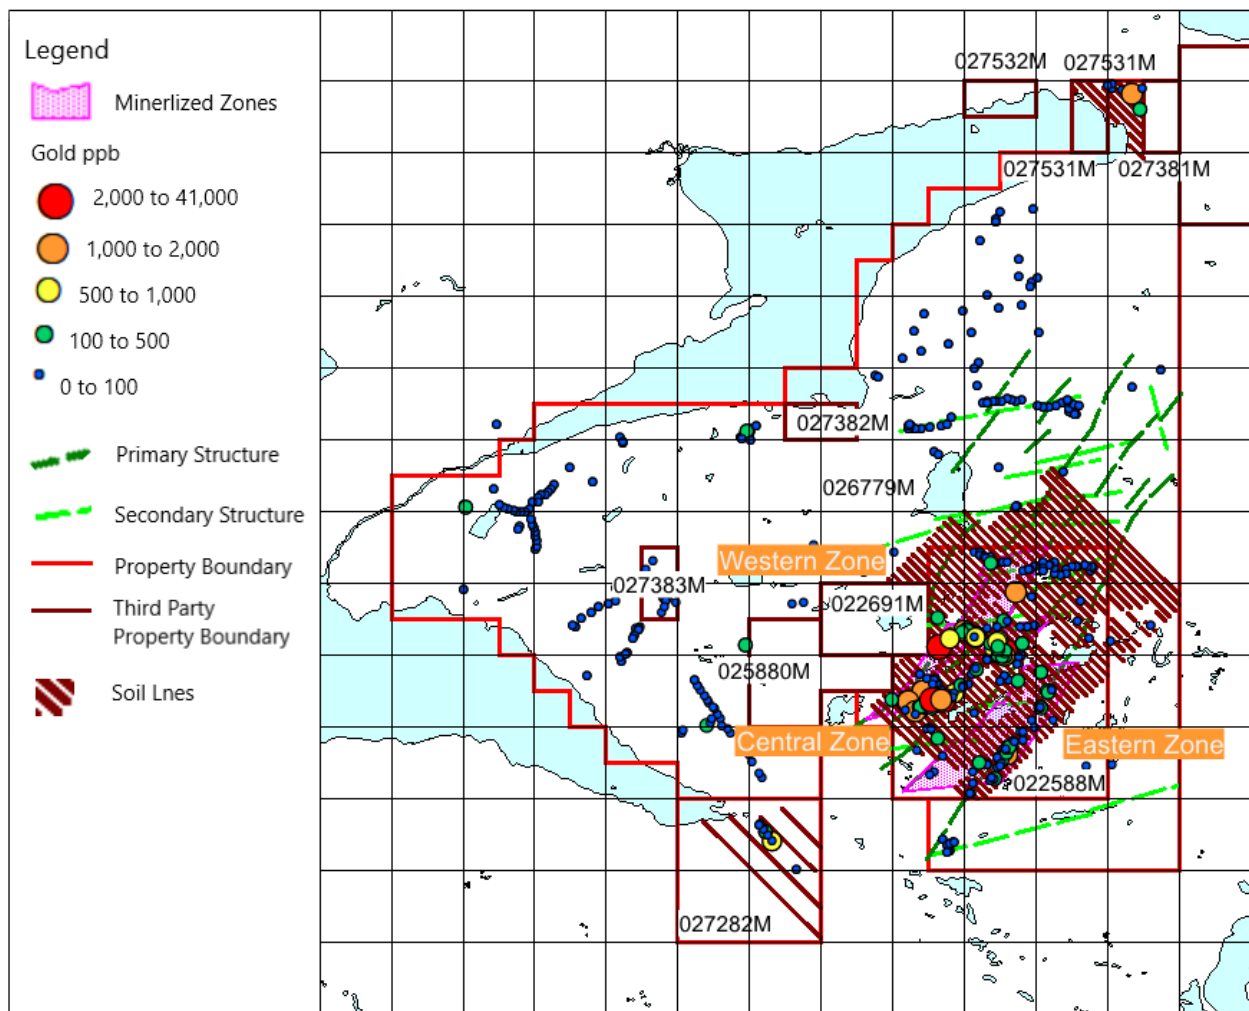 Legend
Minerlized Zones
Gold ppb
2,000 to 41,000
1,000 to 2,000
500 to 1,000
100 to 500
0 to 100
Primary Structure
Secondary Structure
Property Boundary
Third Party
Property Boundary
Soil Lnes
027532M
027531M
027531M
027381M
027382M
026779M
Western Zone
027383M
022691M
025880M
Central Zone
Eastern Zone
022588M
027282M